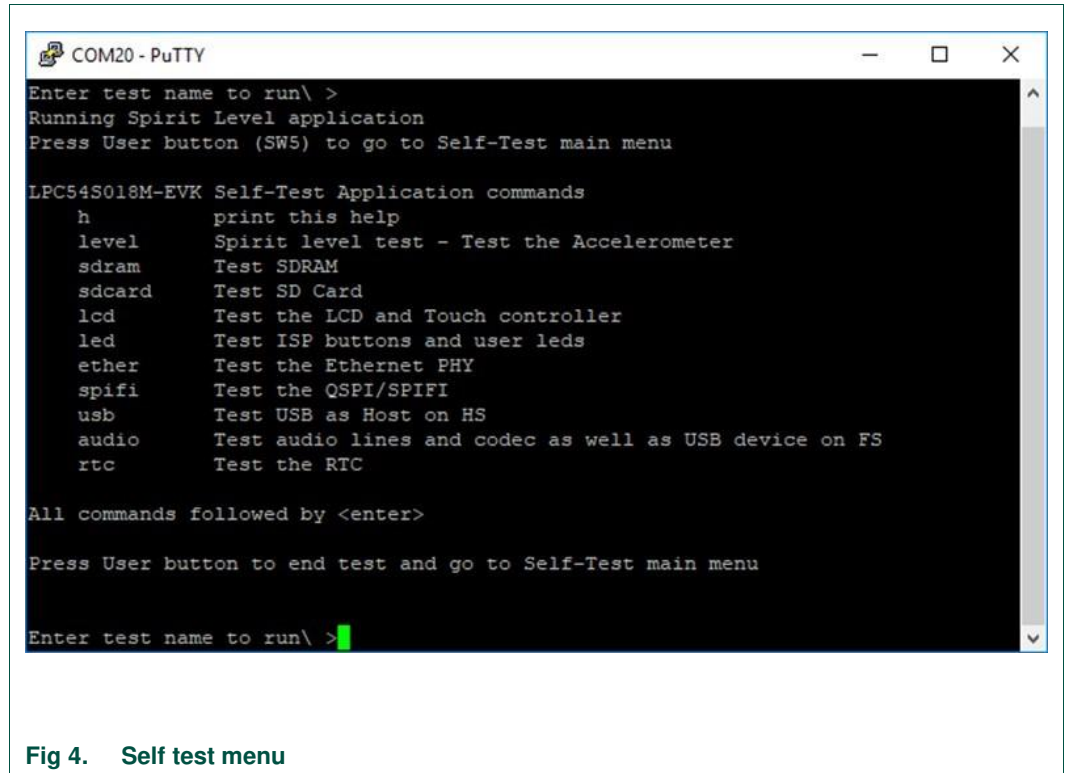 COM20 - PuTTY
Enter test name to run\ >
Running Spirit Level application
Press User button (SW5) to go to Self-Test main menu
LPC54S018M-EVK Self-Test Application commands
h print this help
level Spirit level test - Test the Accelerometer
sdram Test SDRAM
sdcard Test SD Card
lcd Test the LCD and Touch controller
led Test ISP buttons and user leds
ether Test the Ethernet PHY
spifi Test the QSPI/SPIFI
usb Test USB as Host on HS
audio Test audio lines and codec as well as USB device on FS
rtc Test the RTC
All commands followed by <enter>
Press User button to end test and go to Self-Test main menu
Enter test name to run\ >
Fig 4. Self test menu